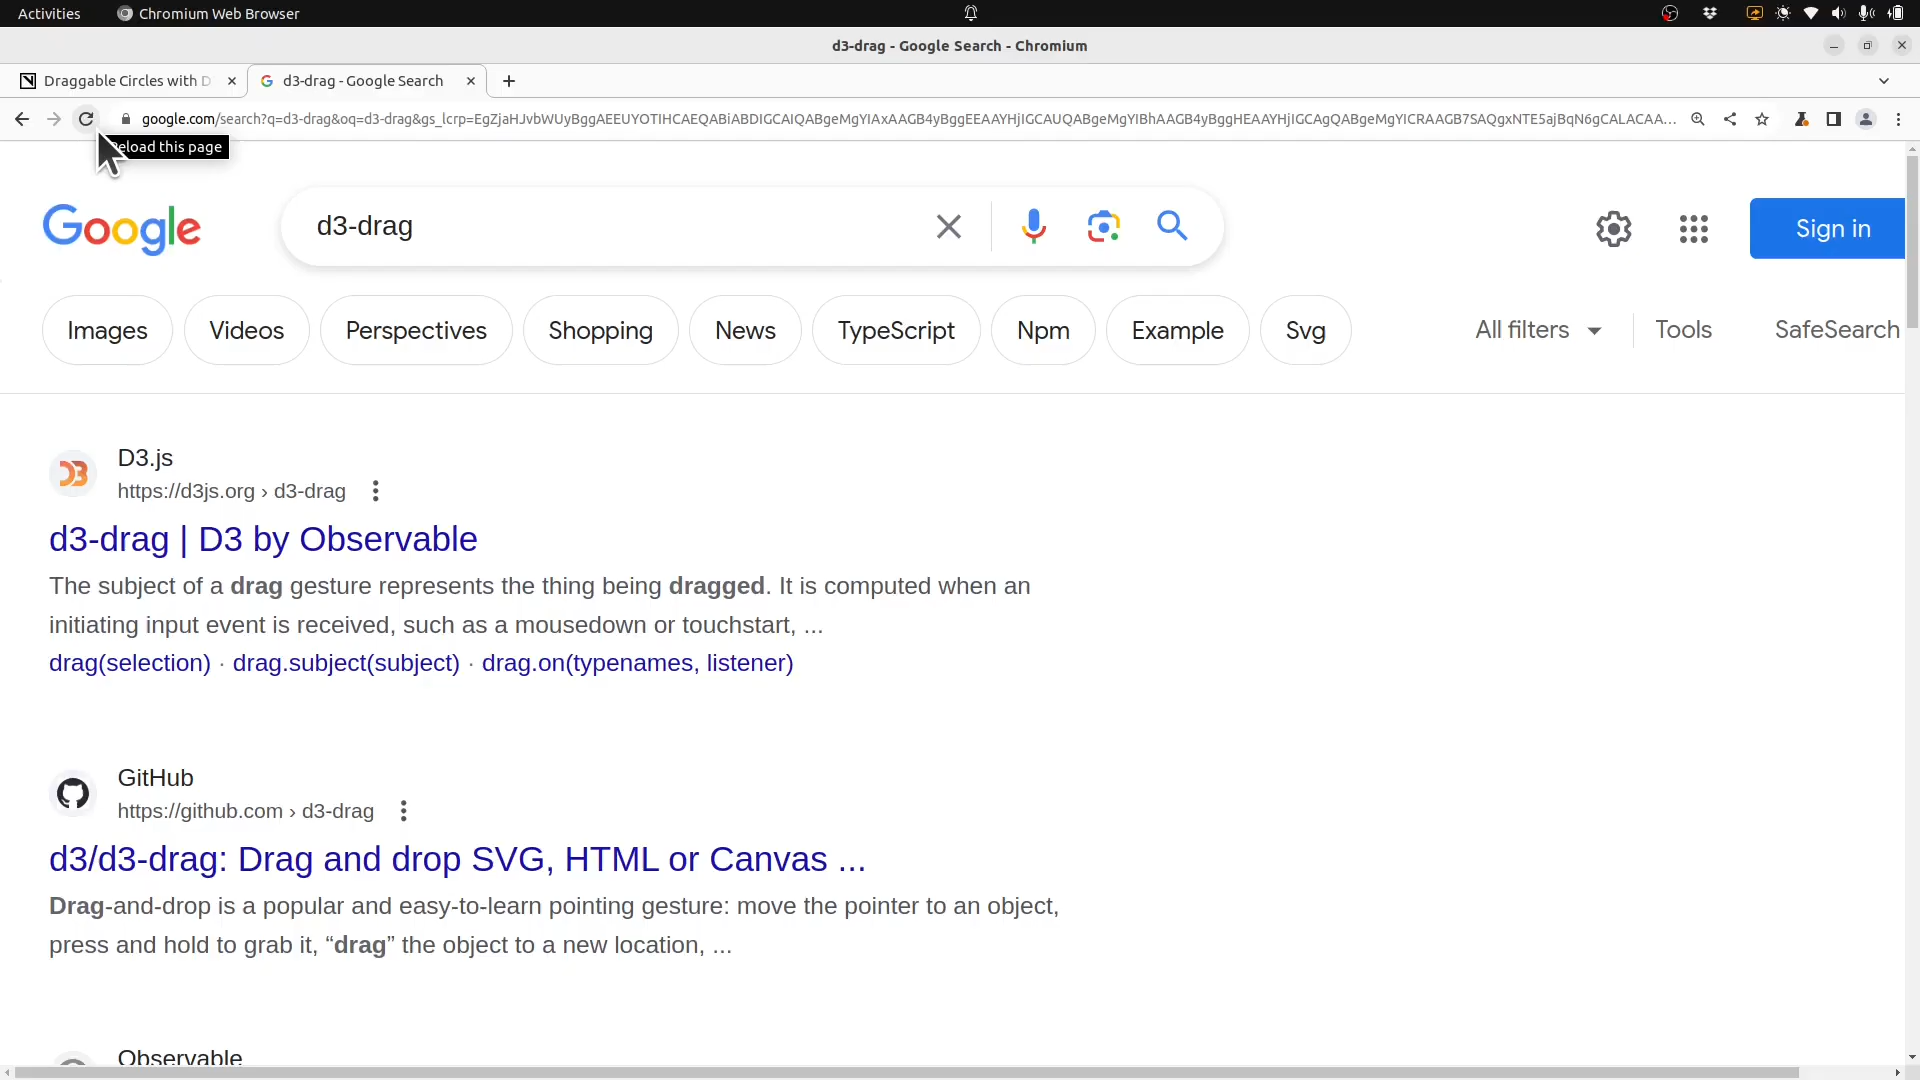 Activities
Chromium Web Browser
d3-drag - Google Search - Chromium
Draggable Circles with D
d3-drag - Google Search
google.com/search?q=d3-drag&oq=d3-drag&gs_lcrp=EgZjaHJvbWUyBggAEEUYOTIHCAEQABiABDIGCAIQABgeMgYIAxAAGB4yBggEEAAYHjIGCAUQABgeMgYIBhAAGB4yBggHEAAYHjIGCAgQABgeMgYICRAAGB7SAQgxNTE5ajBqN6gCALACAA...
eload this page
Google
d3-drag
Sign in
Images
Videos
Perspectives
Shopping
News
TypeScript
Npm
Example
Svg
All filters
Tools
SafeSearch
D3.js
https://d3js.org › d3-drag
d3-drag | D3 by Observable
The subject of a drag gesture represents the thing being dragged. It is computed when an
initiating input event is received, such as a mousedown or touchstart, ...
drag(selection) · drag.subject(subject) · drag.on(typenames, listener)
GitHub
https://github.com › d3-drag
d3/d3-drag: Drag and drop SVG, HTML or Canvas ...
Drag-and-drop is a popular and easy-to-learn pointing gesture: move the pointer to an object,
press and hold to grab it, “drag” the object to a new location, ...
Observable